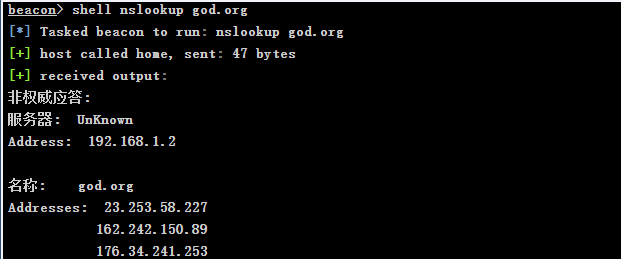 beacon> shell nslookup god.org
[*] Tasked beacon to run: nslookup god.org
[+] host called home, sent: 47 bytes
[+] received output:
非权威应答:
服务器:  UnKnown
Address:  192.168.1.2
名称:    god.org
Addresses:  23.253.58.227
162.242.150.89
176.34.241.253